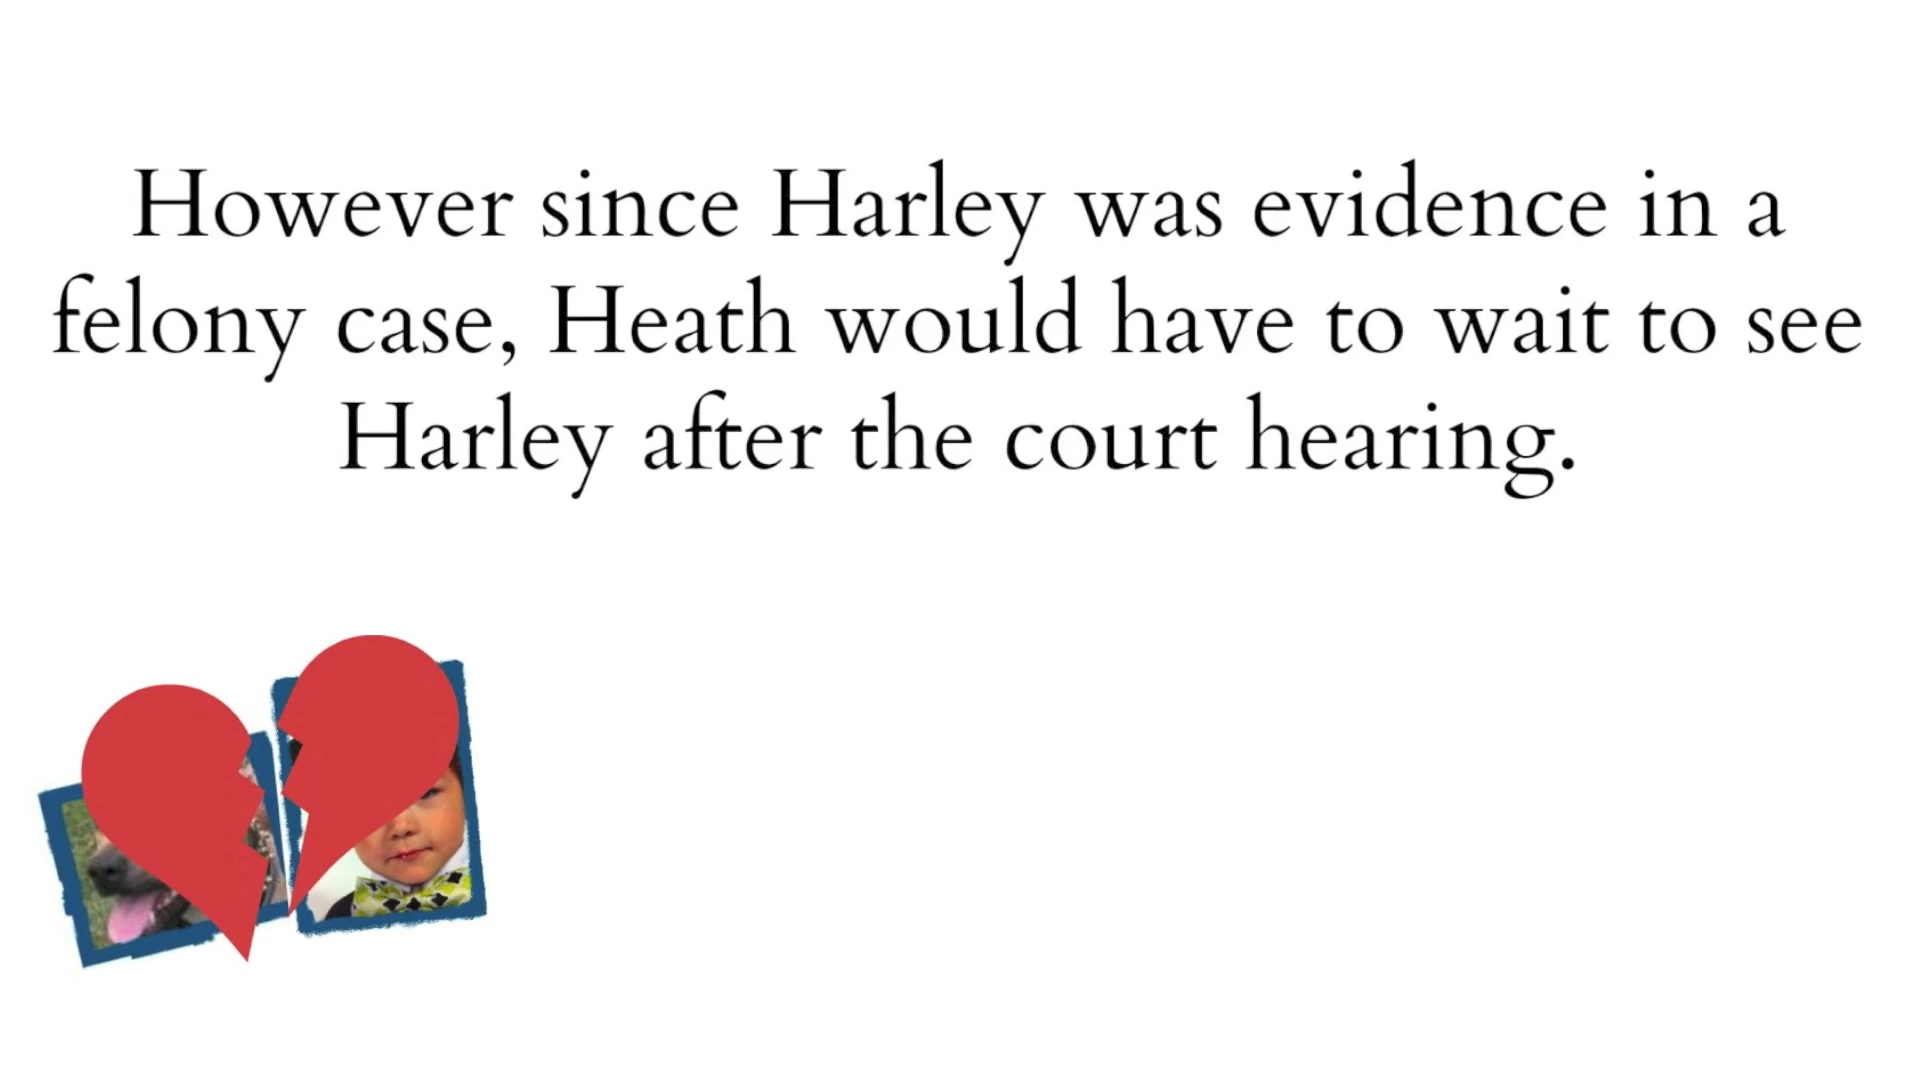 However since Harley was evidence in a
felony case, Heath would have to wait to see
Harley after the court hearing.